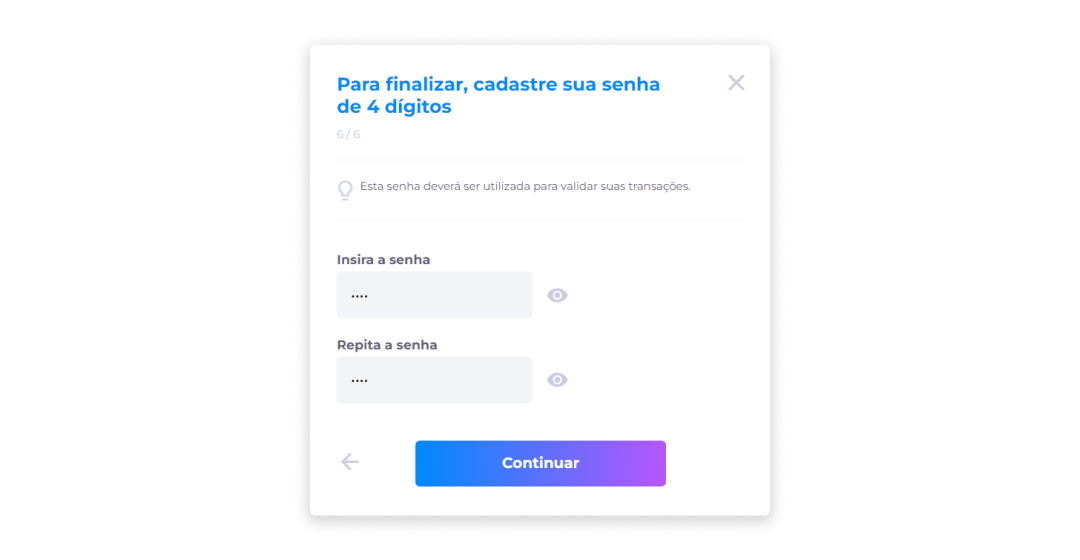 Para finalizar, cadastre sua senha
de 4 dígitos
6 / 6
Esta senha deverá ser utilizada para validar suas transações.
Insira a senha
••••
Repita a senha
••••
Continuar